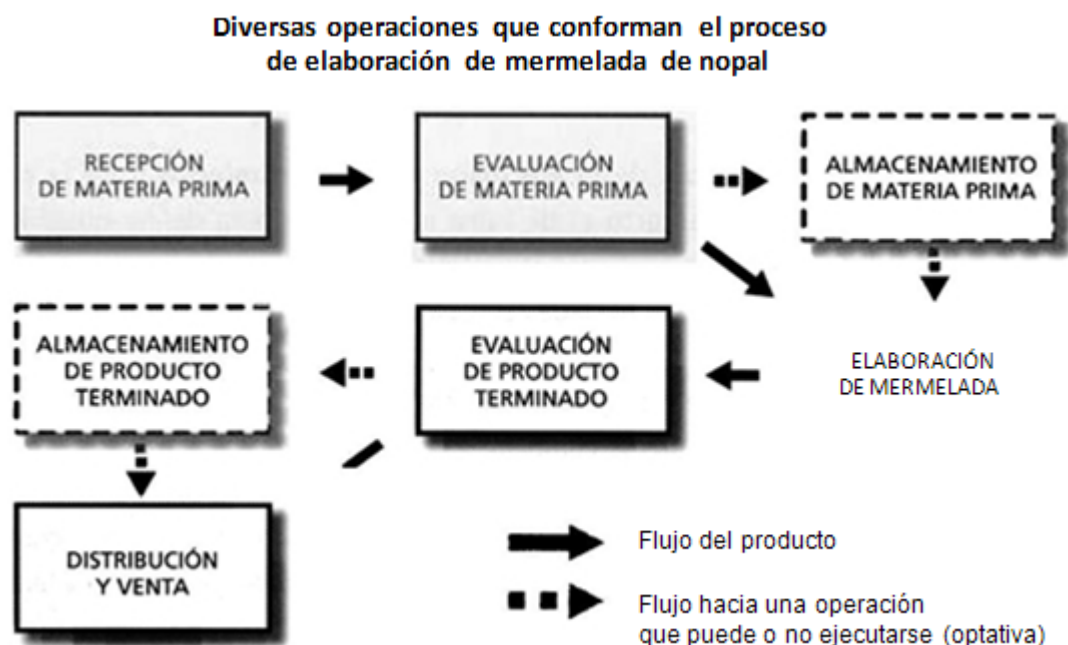 Diversas operaciones que conforman el proceso
de elaboración de mermelada de nopal
RECEPCIÓN
DE MATERIA PRIMA
EVALUACIÓN
DE MATERIA PRIMA
ALMACENAMIENTO
DE MATERIA PRIMA
ALMACENAMIENTO
DE PRODUCTO
TERMINADO
EVALUACIÓN
DE PRODUCTO
TERMINADO
ELABORACIÓN
DE MERMELADA
DISTRIBUCIÓN
Y VENTA
Flujo del producto
Flujo hacia una operación
que puede o no ejecutarse (optativa)